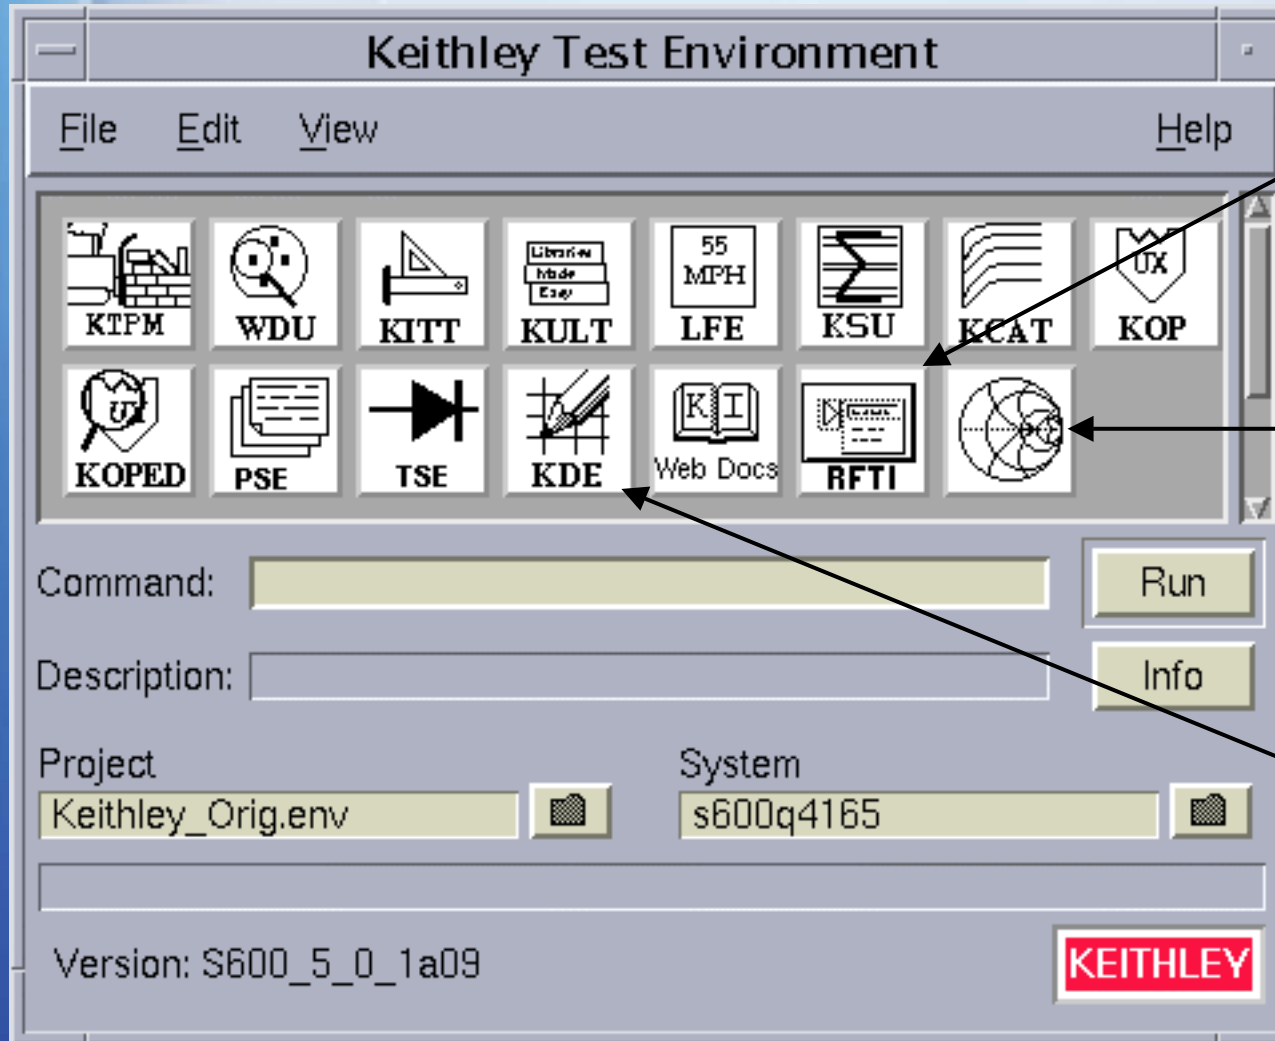 Keithley Test Environment
File Edit View Help
55
MPH
Libraries
Made
Easy
UX
KTPM WDU KITT KULT LFE KSU KCAT KOP
UX
K I
KOPED PSE TSE KDE Web Docs RFTI
Command: Run
Description: Info
Project System
Keithley_Orig.env s600q4165
Version: S600_5_0_1a09
KEITHLEY